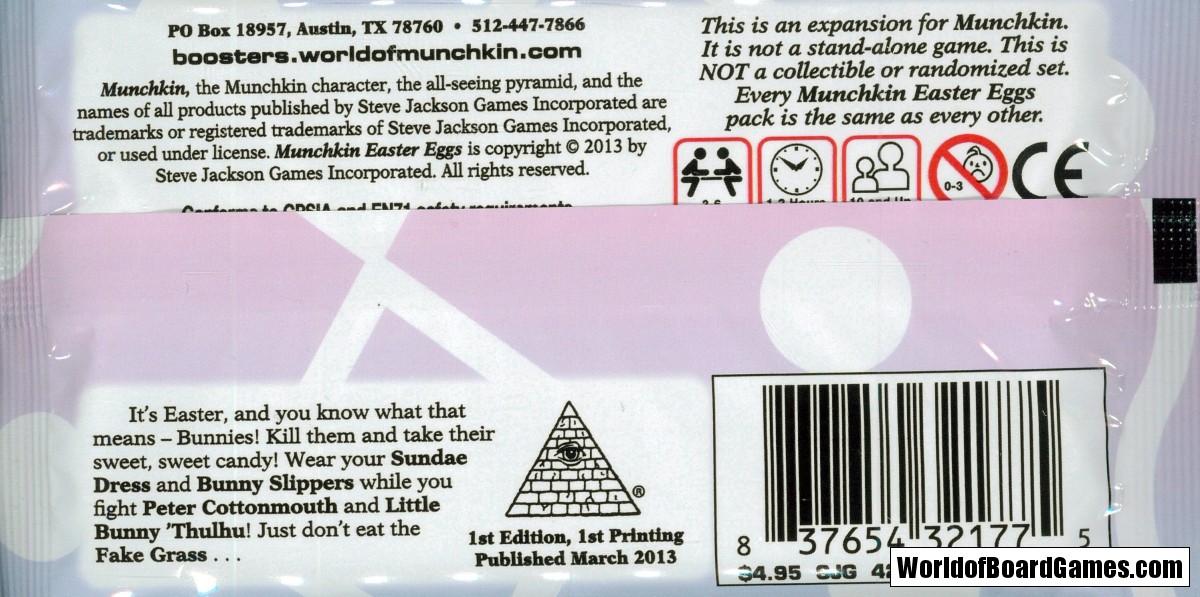 PO Box 18957, Austin, TX 78760 • 512-447-7866
boosters.worldofmunchkin.com
Munchkin, the Munchkin character, the all-seeing pyramid, and the
names of all products published by Steve Jackson Games Incorporated are
trademarks or registered trademarks of Steve Jackson Games Incorporated,
or used under license. Munchkin Easter Eggs is copyright © 2013 by
Steve Jackson Games Incorporated. All rights reserved.
Conforms to CPSIA and EN71 safety requirements
This is an expansion for Munchkin.
It is not a stand-alone game. This is
NOT a collectible or randomized set.
Every Munchkin Easter Eggs
pack is the same as every other.
0-3
CE
It's Easter, and you know what that
means – Bunnies! Kill them and take their
sweet, sweet candy! Wear your Sundae
Dress and Bunny Slippers while you
fight Peter Cottonmouth and Little
Bunny 'Thulhu! Just don't eat the
Fake Grass . . .
®
1st Edition, 1st Printing
Published March 2013
8 37654 32177 5
$4.95 SJG
WorldofBoardGames.com